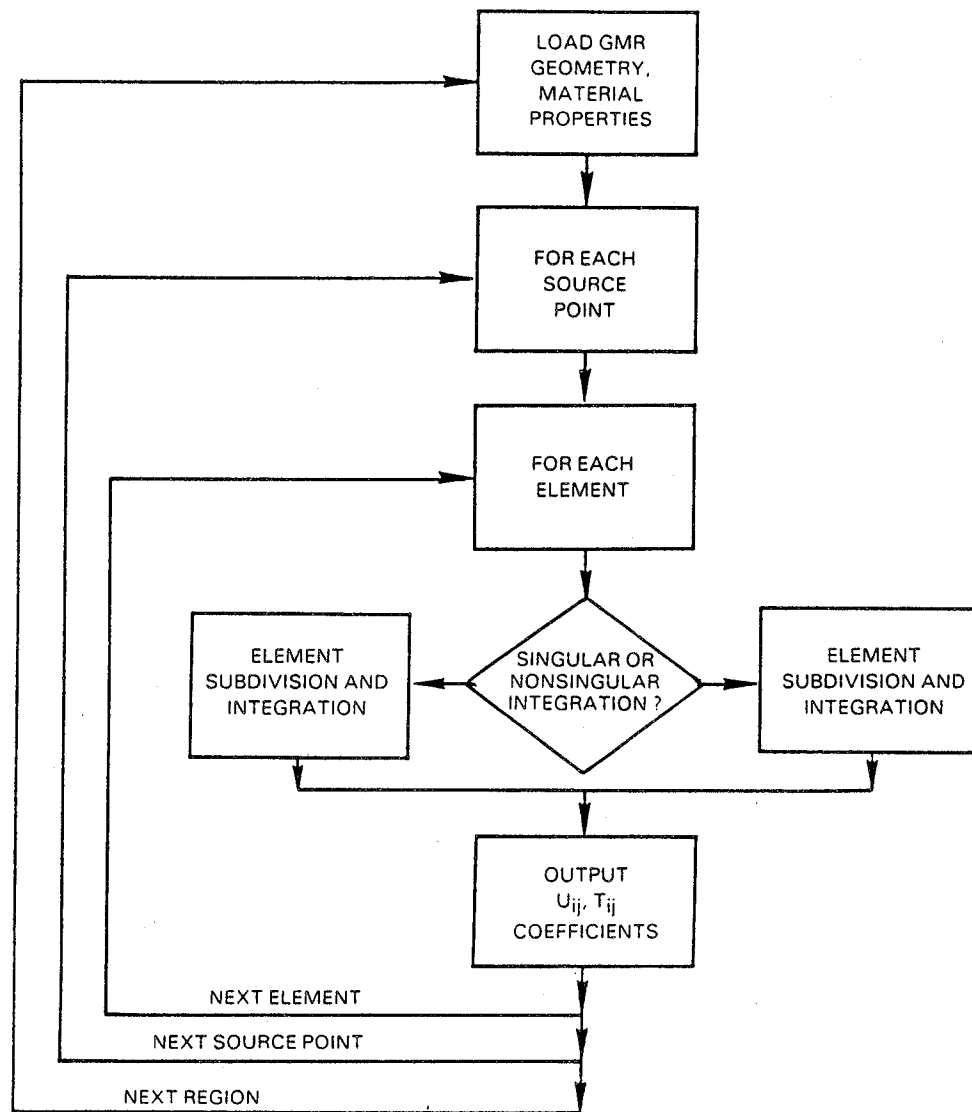 LOAD GMR
GEOMETRY,
MATERIAL
PROPERTIES
FOR EACH
SOURCE
POINT
FOR EACH
ELEMENT
ELEMENT
SUBDIVISION AND
INTEGRATION
SINGULAR OR
NONSINGULAR
INTEGRATION ?
ELEMENT
SUBDIVISION AND
INTEGRATION
OUTPUT
Uij, Tij
COEFFICIENTS
NEXT ELEMENT
NEXT SOURCE POINT
NEXT REGION